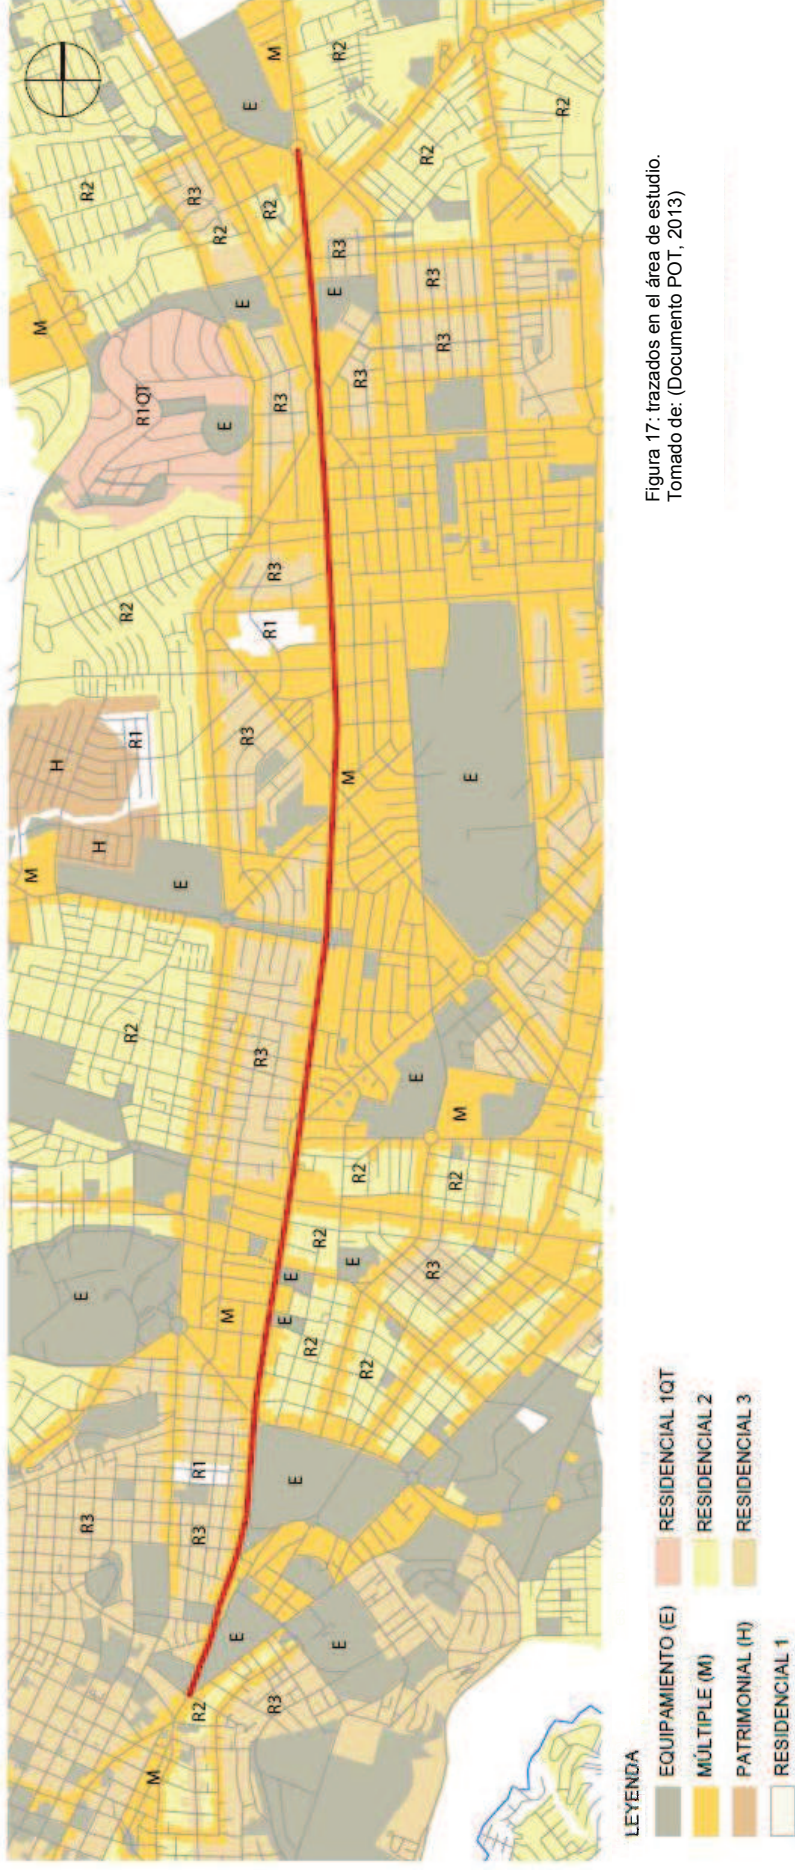 R3
E
R2
M
H
H
R1
R2
R1QT
M
R2
M
R2
R3
R1
M
E
R3
R1
R3
E
R3
E
R2
R3
R2
E
M
R3
E
E
R2
E
E
R2
R3
M
R3
E
R3
R2
E
R2
E
R2
R3
R2
E
M
E
R3
R3
R2
R2
LEYENDA
EQUIPAMIENTO (E)
MÚLTIPLE (M)
PATRIMONIAL (H)
RESIDENCIAL 1
RESIDENCIAL 1QT
RESIDENCIAL 2
RESIDENCIAL 3
Figura 17: trazados en el área de estudio.
Tomado de: (Documento POT, 2013)